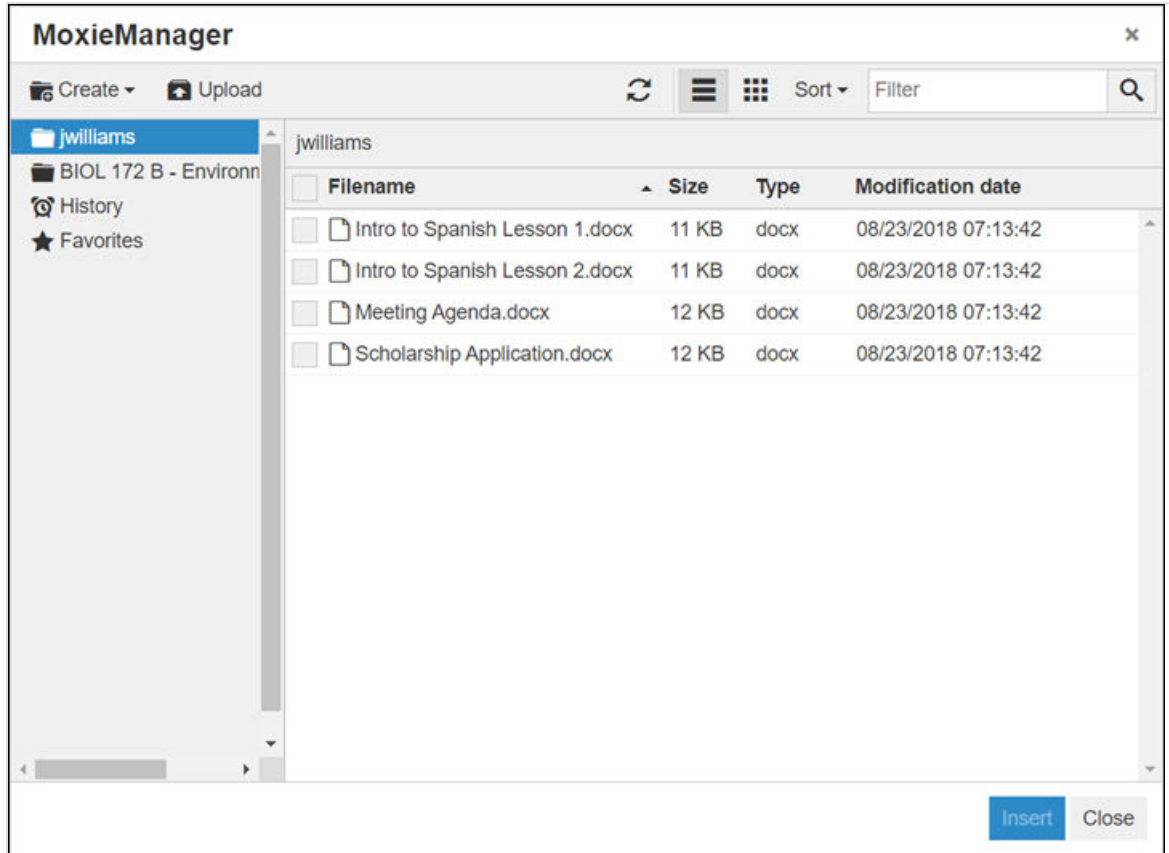 MoxieManager
Create Upload Sort Filter
jwilliams
BIOL 172 B - Environm
History
Favorites
jwilliams
Filename Size Type Modification date
Intro to Spanish Lesson 1.docx 11 KB docx 08/23/2018 07:13:42
Intro to Spanish Lesson 2.docx 11 KB docx 08/23/2018 07:13:42
Meeting Agenda.docx 12 KB docx 08/23/2018 07:13:42
Scholarship Application.docx 12 KB docx 08/23/2018 07:13:42
Insert Close